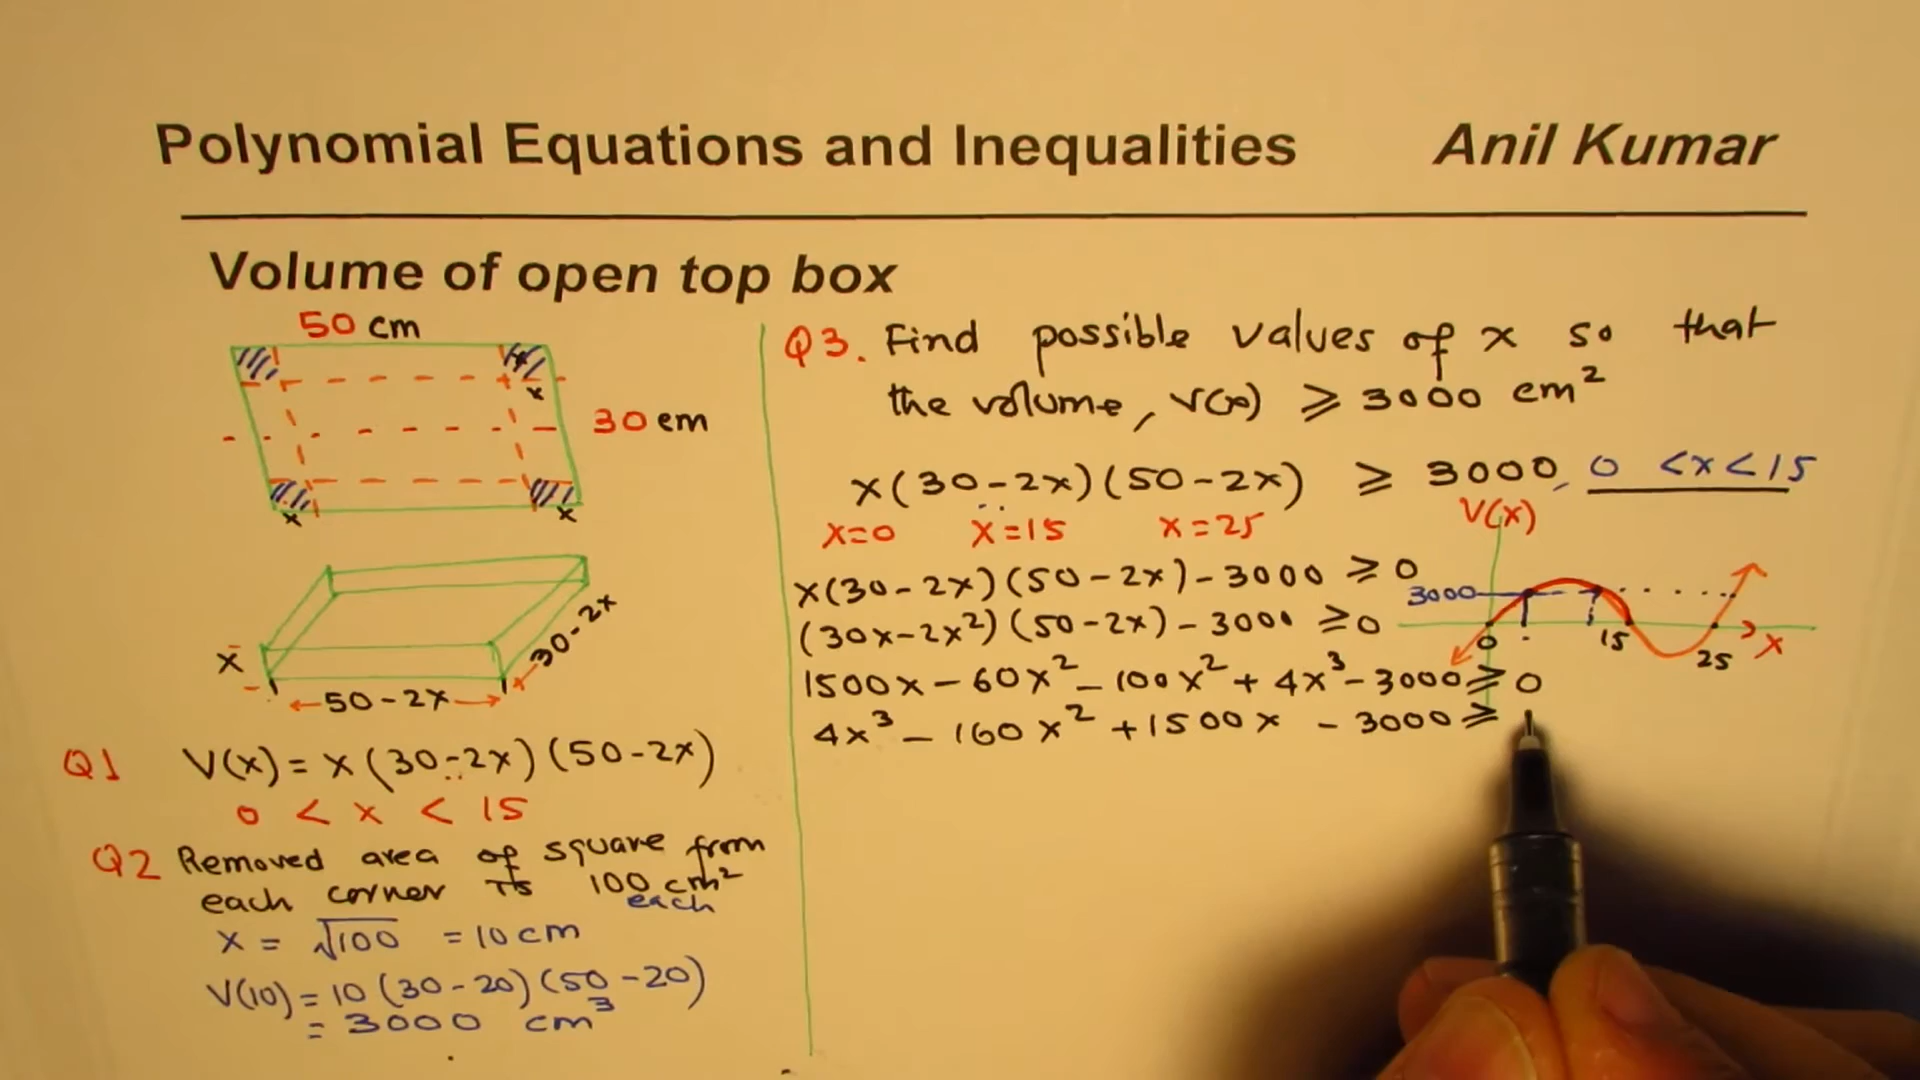 Polynomial Equations and Inequalities Anil Kumar
Volume of open top box
50 cm
30 cm
x
x
x
x
50-2x
30-2x
Q1 V(x) = x(30-2x)(50-2x)
0 < x < 15
Q2 Removed area of square from
each corner is 100 cm²
each
x = √100 = 10cm
V(10) = 10(30-20)(50-20)
= 3000 cm³
Q3. Find possible values of x so that
the volume, V(x) ≥ 3000 cm²
x(30-2x)(50-2x) ≥ 3000, 0 < x < 15
x=0 x=15 x=25
x(30-2x)(50-2x)-3000 ≥ 0
(30x-2x²)(50-2x)-3000 ≥ 0
1500x-60x²-100x²+4x³-3000 ≥ 0
4x³-160x²+1500x-3000 ≥
V(x)
3000
0
15
25
x